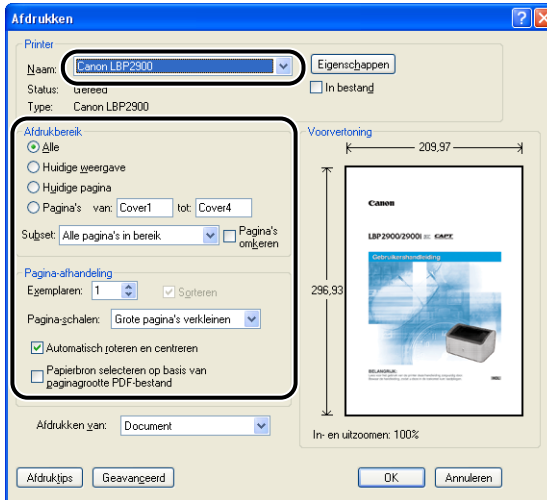 Afdrukken
Printer
Naam: Canon LBP2900 Eigenschappen
Status: Gereed In bestand
Type: Canon LBP2900
Afdrukbereik
Alle
Huidige weergave
Huidige pagina
Pagina's van: Cover1 tot: Cover4
Subset: Alle pagina's in bereik Pagina's omkeren
Pagina-afhandeling
Exemplaren: 1 Sorteren
Pagina-schalen: Grote pagina's verkleinen
Automatisch roteren en centreren
Papierbron selecteren op basis van
paginagrootte PDF-bestand
Afdrukken van: Document
Voorvertoning
209,97
296,93
Canon
LBP2900/2900i CAPT
Gebruikershandleiding
BELANGRIJK:
In- en uitzoomen: 100%
Afdruktips Geavanceerd OK Annuleren